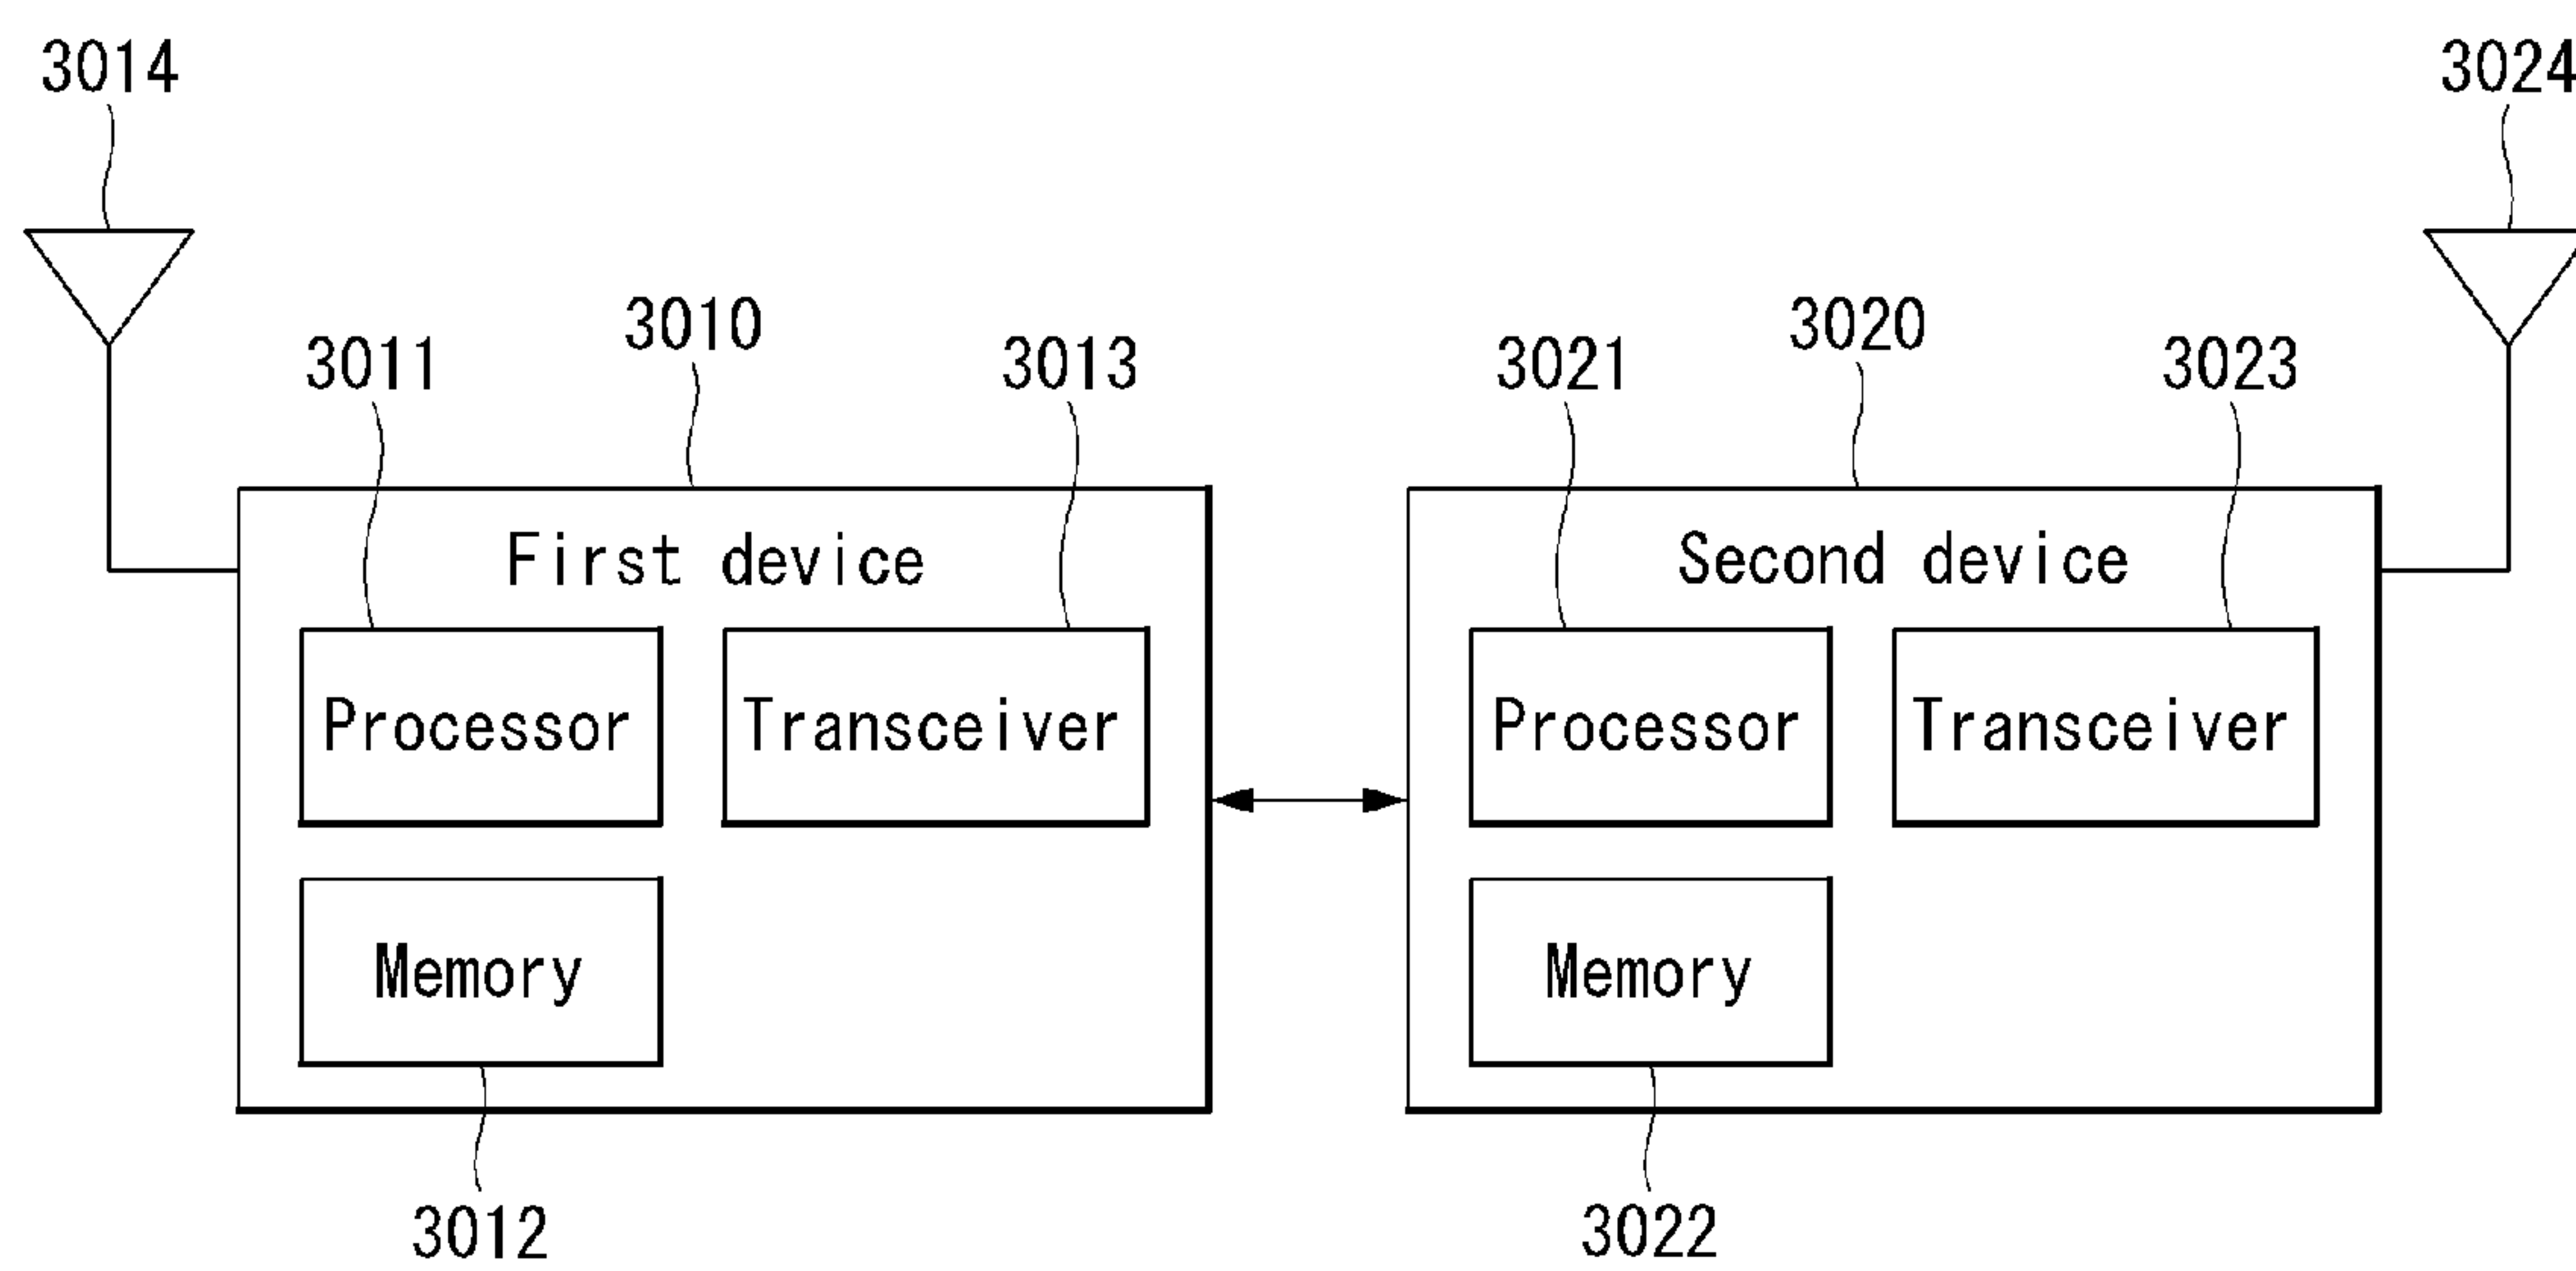 3014
3024
3010
3020
3011
3013
3021
3023
First device
Second device
Processor
Transceiver
Processor
Transceiver
Memory
Memory
3012
3022